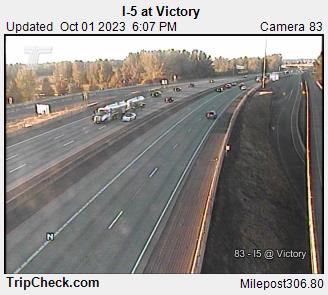 I-5 at Victory
Updated Oct 01 2023 6:07 PM Camera 83
N
83 - I5 @ Victory
TripCheck.com Milepost306.80